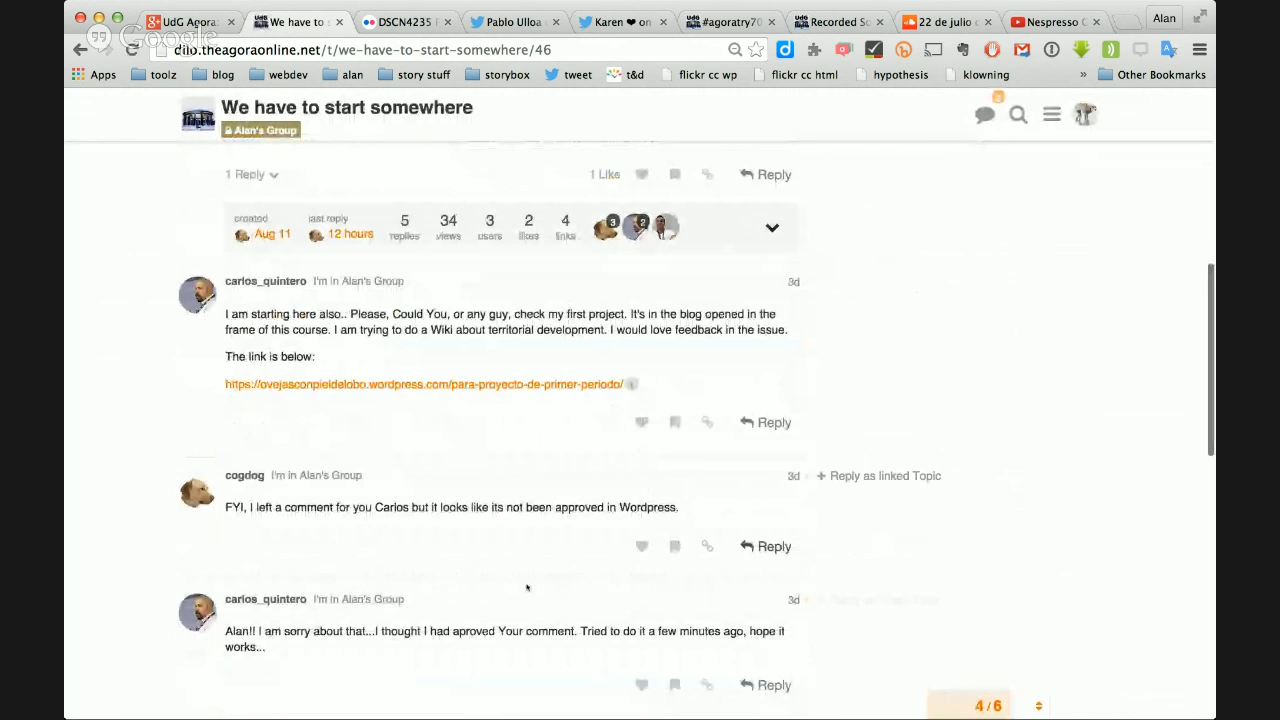 UdG Agora:
We have to s
DSCN4235 F
Pablo Ulloa
Karen ❤ on
#agoratry70
Recorded So
22 de julio d
Nespresso C
Alan
Google
dilo.theagoraonline.net/t/we-have-to-start-somewhere/46
Apps
toolz
blog
webdev
alan
story stuff
storybox
tweet
t&d
flickr cc wp
flickr cc html
hypothesis
klowning
»
Other Bookmarks
We have to start somewhere
Alan's Group
1 Reply
1 Like
Reply
created
Aug 11
last reply
12 hours
5
replies
34
views
3
users
2
likes
4
links
3
2
carlos_quintero I'm in Alan's Group
3d
I am starting here also.. Please, Could You, or any guy, check my first project. It's in the blog opened in the
frame of this course. I am trying to do a Wiki about territorial development. I would love feedback in the issue.
The link is below:
https://ovejasconpieldelobo.wordpress.com/para-proyecto-de-primer-periodo/
Reply
cogdog I'm in Alan's Group
3d
+ Reply as linked Topic
FYI, I left a comment for you Carlos but it looks like its not been approved in Wordpress.
Reply
carlos_quintero I'm in Alan's Group
3d
Alan!! I am sorry about that...I thought I had aproved Your comment. Tried to do it a few minutes ago, hope it
works...
Reply
4 / 6